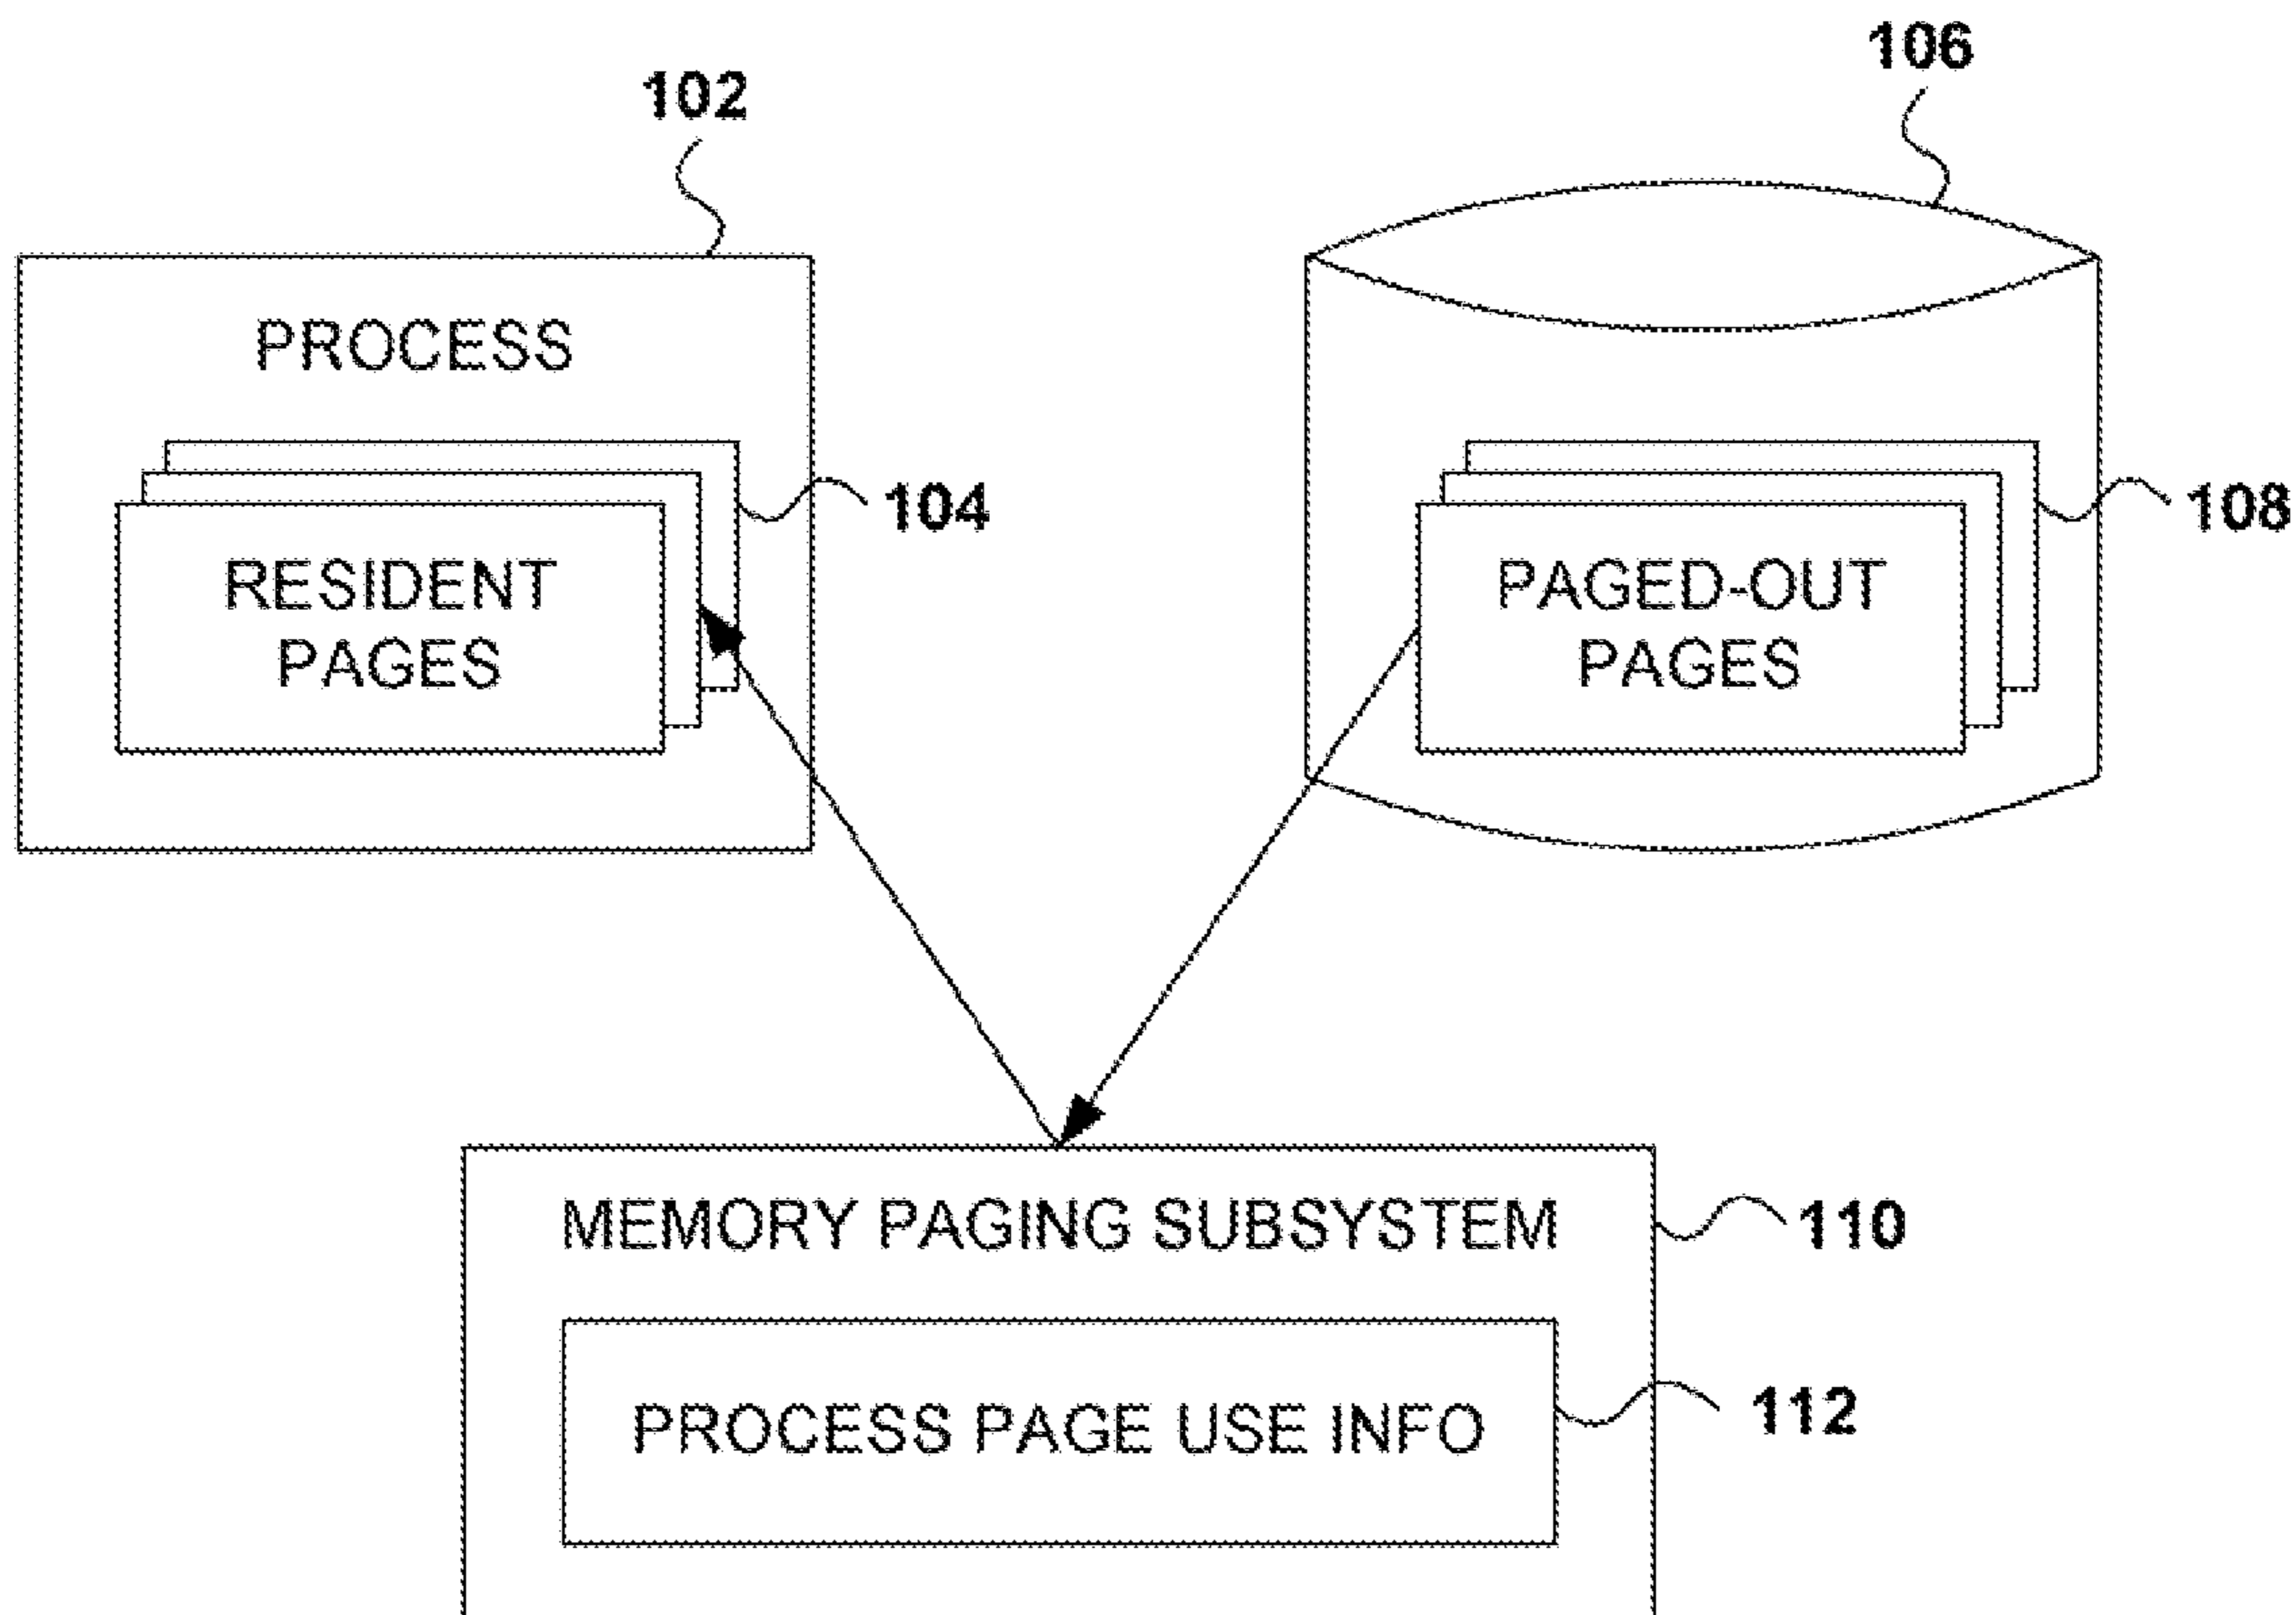 102
106
PROCESS
104
RESIDENT
PAGES
108
PAGED-OUT
PAGES
MEMORY PAGING SUBSYSTEM
110
PROCESS PAGE USE INFO
112